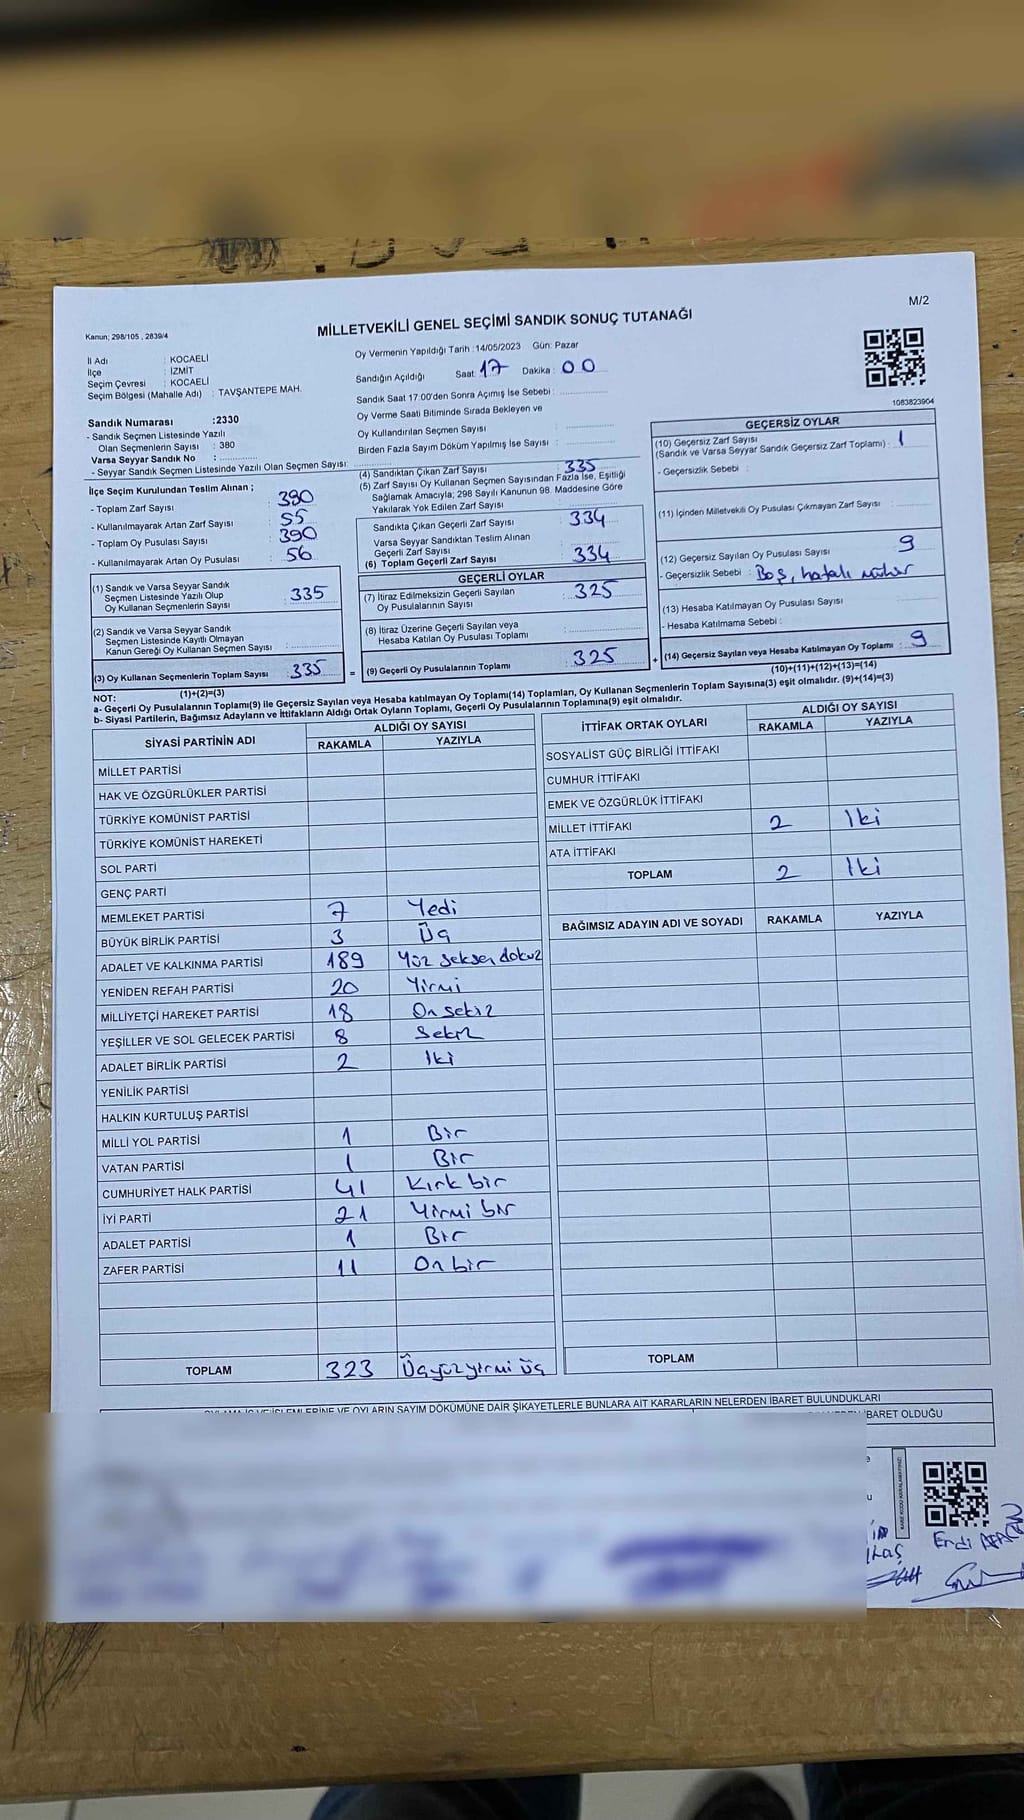 M/2
MİLLETVEKİLİ GENEL SEÇİMİ SANDIK SONUÇ TUTANAĞI
Kanun; 298/105 , 2839/4
İl Adı : KOCAELİ
İlçe : İZMİT
Seçim Çevresi : KOCAELİ
Seçim Bölgesi (Mahalle Adı) : TAVŞANTEPE MAH.
Oy Vermenin Yapıldığı Tarih : 14/05/2023 Gün: Pazar
Sandığın Açıldığı Saat: 17 Dakika : 00
Sandık Saat 17:00'den Sonra Açımış İse Sebebi :
Oy Verme Saati Bitiminde Sırada Bekleyen ve
Oy Kullandırılan Seçmen Sayısı :
Birden Fazla Sayım Döküm Yapılmış İse Sayısı :
1083823904
Sandık Numarası :2330
- Sandık Seçmen Listesinde Yazılı
Olan Seçmenlerin Sayısı : 380
Varsa Seyyar Sandık No :
- Seyyar Sandık Seçmen Listesinde Yazılı Olan Seçmen Sayısı:
İlçe Seçim Kurulundan Teslim Alınan ;
- Toplam Zarf Sayısı : 390
- Kullanılmayarak Artan Zarf Sayısı : 55
- Toplam Oy Pusulası Sayısı : 390
- Kullanılmayarak Artan Oy Pusulası : 56
(1) Sandık ve Varsa Seyyar Sandık
Seçmen Listesinde Yazılı Olup
Oy Kullanan Seçmenlerin Sayısı : 335
(2) Sandık ve Varsa Seyyar Sandık
Seçmen Listesinde Kayıtlı Olmayan
Kanun Gereği Oy Kullanan Seçmen Sayısı :
(3) Oy Kullanan Seçmenlerin Toplam Sayısı : 335
(1)+(2)=(3)
(4) Sandıktan Çıkan Zarf Sayısı : 335
(5) Zarf Sayısı Oy Kullanan Seçmen Sayısından Fazla İse, Eşitliği
Sağlamak Amacıyla; 298 Sayılı Kanunun 98. Maddesine Göre
Yakılarak Yok Edilen Zarf Sayısı :
Sandıkta Çıkan Geçerli Zarf Sayısı : 334
Varsa Seyyar Sandıktan Teslim Alınan
Geçerli Zarf Sayısı :
(6) Toplam Geçerli Zarf Sayısı : 334
GEÇERLİ OYLAR
(7) İtiraz Edilmeksizin Geçerli Sayılan
Oy Pusulalarının Sayısı : 325
(8) İtiraz Üzerine Geçerli Sayılan veya
Hesaba Katılan Oy Pusulası Toplamı :
= (9) Geçerli Oy Pusulalarının Toplamı : 325
GEÇERSİZ OYLAR
(10) Geçersiz Zarf Sayısı
(Sandık ve Varsa Seyyar Sandık Geçersiz Zarf Toplamı) : 1
- Geçersizlik Sebebi :
(11) İçinden Milletvekili Oy Pusulası Çıkmayan Zarf Sayısı :
(12) Geçersiz Sayılan Oy Pusulası Sayısı : 9
- Geçersizlik Sebebi : Boş, hatalı mühür
(13) Hesaba Katılmayan Oy Pusulası Sayısı :
- Hesaba Katılmama Sebebi :
+ (14) Geçersiz Sayılan veya Hesaba Katılmayan Oy Toplamı : 9
(10)+(11)+(12)+(13)=(14)
NOT:
a- Geçerli Oy Pusulalarının Toplamı(9) ile Geçersiz Sayılan veya Hesaba katılmayan Oy Toplamı(14) Toplamları, Oy Kullanan Seçmenlerin Toplam Sayısına(3) eşit olmalıdır. (9)+(14)=(3)
b- Siyasi Partilerin, Bağımsız Adayların ve İttifakların Aldığı Ortak Oyların Toplamı, Geçerli Oy Pusulalarının Toplamına(9) eşit olmalıdır.
SİYASİ PARTİNİN ADI ALDIĞI OY SAYISI
RAKAMLA YAZIYLA
MİLLET PARTİSİ
HAK VE ÖZGÜRLÜKLER PARTİSİ
TÜRKİYE KOMÜNİST PARTİSİ
TÜRKİYE KOMÜNİST HAREKETİ
SOL PARTİ
GENÇ PARTİ
MEMLEKET PARTİSİ 7 Yedi
BÜYÜK BİRLİK PARTİSİ 3 Üç
ADALET VE KALKINMA PARTİSİ 189 Yüz seksen dokuz
YENİDEN REFAH PARTİSİ 20 Yirmi
MİLLİYETÇİ HAREKET PARTİSİ 18 On sekiz
YEŞİLLER VE SOL GELECEK PARTİSİ 8 Sekiz
ADALET BİRLİK PARTİSİ 2 İki
YENİLİK PARTİSİ
HALKIN KURTULUŞ PARTİSİ
MİLLİ YOL PARTİSİ 1 Bir
VATAN PARTİSİ 1 Bir
CUMHURİYET HALK PARTİSİ 41 Kırk bir
İYİ PARTİ 21 Yirmi bir
ADALET PARTİSİ 1 Bir
ZAFER PARTİSİ 11 On bir
TOPLAM 323 Üçyüzyirmi üç
İTTİFAK ORTAK OYLARI ALDIĞI OY SAYISI
RAKAMLA YAZIYLA
SOSYALİST GÜÇ BİRLİĞİ İTTİFAKI
CUMHUR İTTİFAKI
EMEK VE ÖZGÜRLÜK İTTİFAKI
MİLLET İTTİFAKI 2 İki
ATA İTTİFAKI
TOPLAM 2 İki
BAĞIMSIZ ADAYIN ADI VE SOYADI RAKAMLA YAZIYLA
TOPLAM
SAYIM DÖKÜMÜNE DAİR ŞİKAYETLERLE BUNLARA AİT KARARLARIN NELERDEN İBARET BULUNDUKLARI
İBARET OLDUĞU